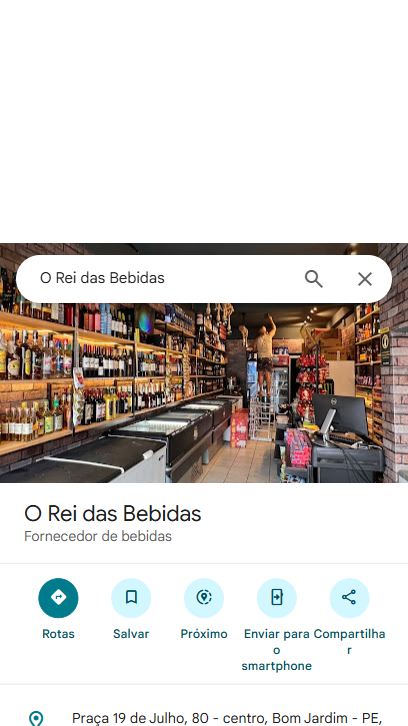 O Rei das Bebidas
O Rei das Bebidas
Fornecedor de bebidas
Rotas
Salvar
Próximo
Enviar para o smartphone
Compartilhar
Praça 19 de Julho, 80 - centro, Bom Jardim - PE,